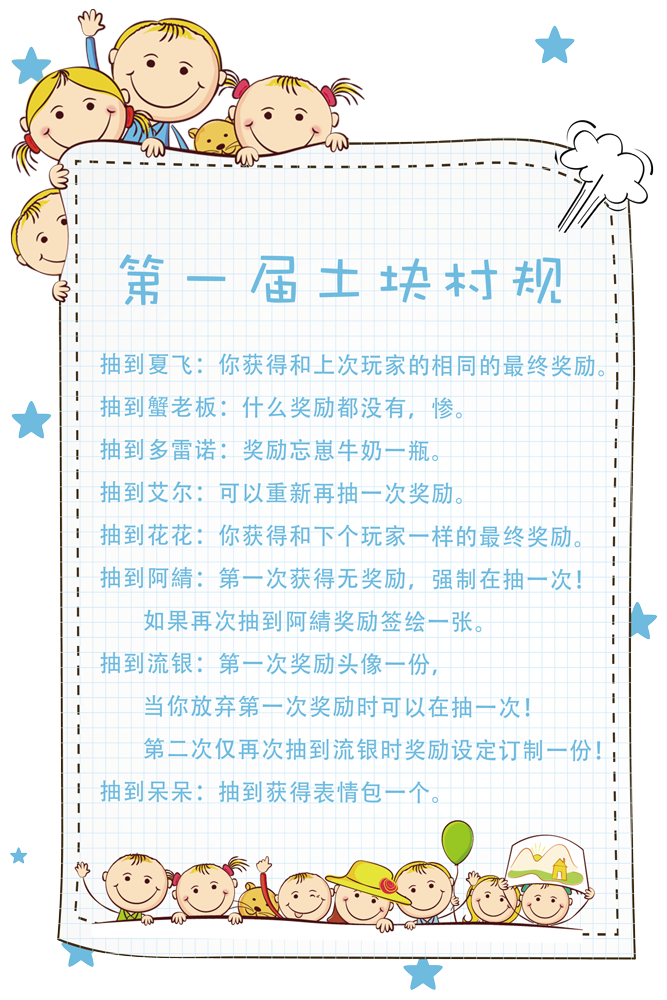 第一届土块村规
抽到夏飞：你获得和上次玩家的相同的最终奖励。
抽到蟹老板：什么奖励都没有，惨。
抽到多雷诺：奖励忘崽牛奶一瓶。
抽到艾尔：可以重新再抽一次奖励。
抽到花花：你获得和下个玩家一样的最终奖励。
抽到阿綪：第一次获得无奖励，强制在抽一次！
如果再次抽到阿綪奖励签绘一张。
抽到流银：第一次奖励头像一份，
当你放弃第一次奖励时可以在抽一次！
第二次仅再次抽到流银时奖励设定订制一份！
抽到呆呆：抽到获得表情包一个。